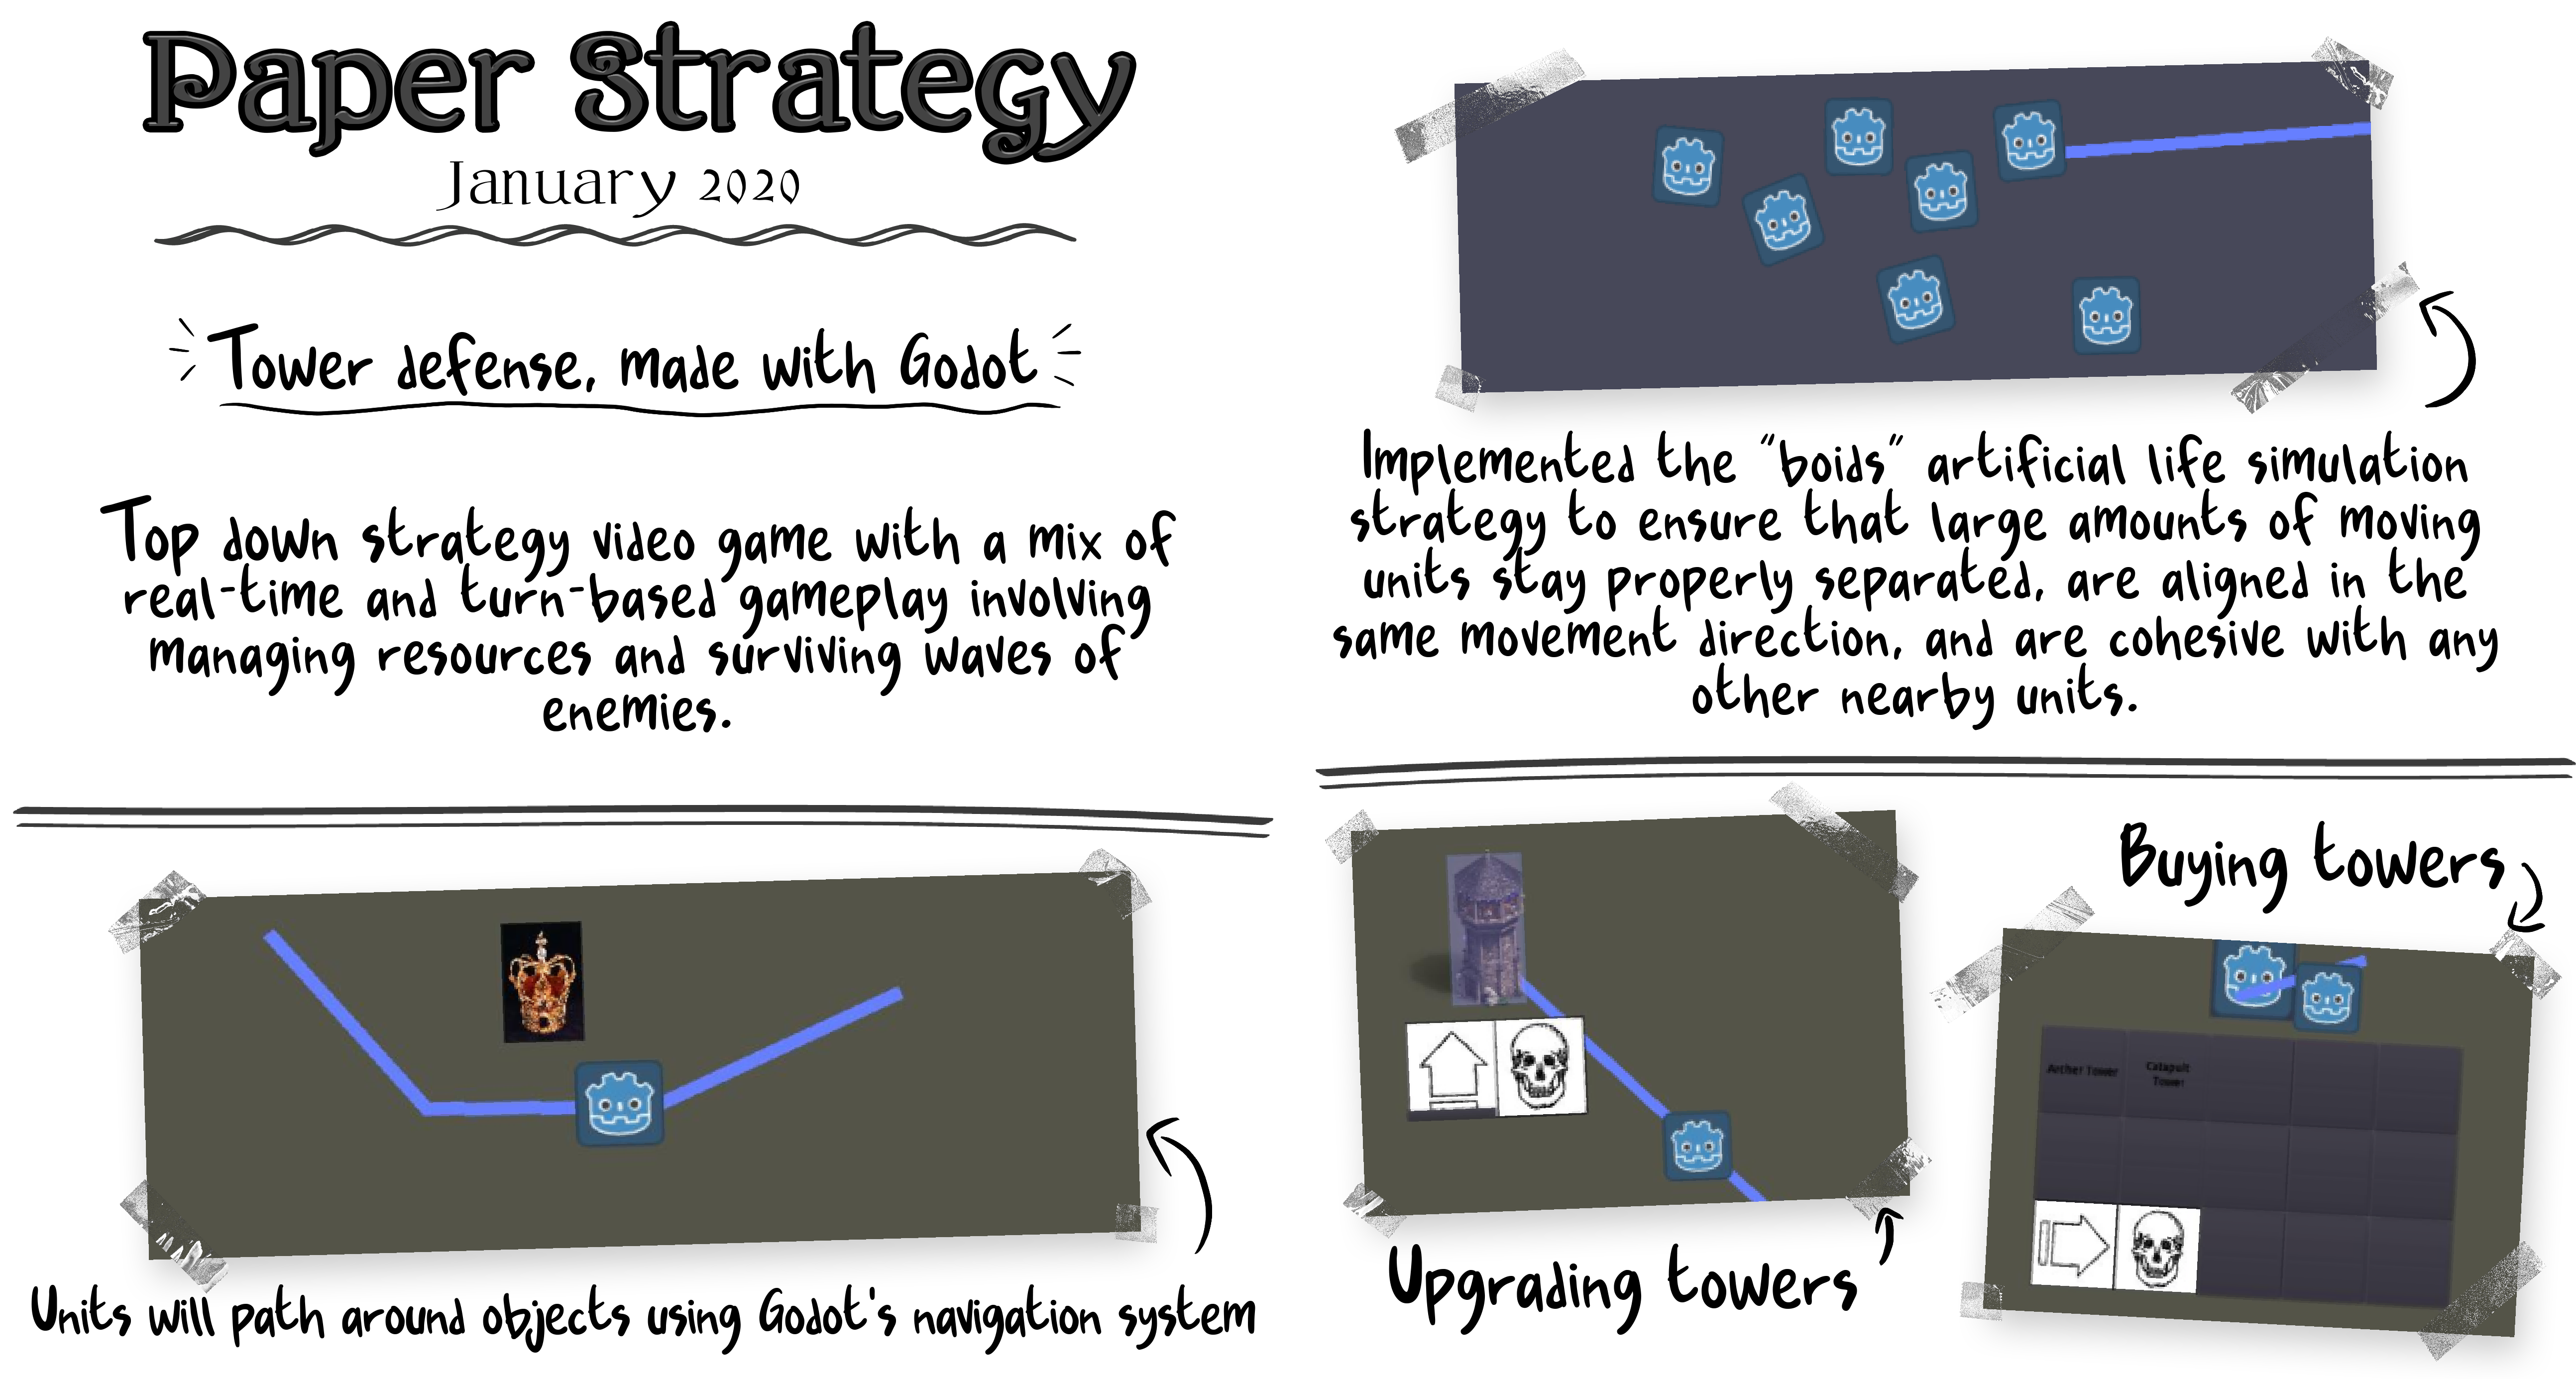 Paper Strategy
January 2020
Tower defense, made with Godot
Top down strategy video game with a mix of
real-time and turn-based gameplay involving
managing resources and surviving waves of
enemies.
Units will path around objects using Godot's navigation system
Implemented the "boids" artificial life simulation
strategy to ensure that large amounts of moving
units stay properly separated, are aligned in the
same movement direction, and are cohesive with any
other nearby units.
Upgrading towers
Buying towers
Archer Tower
Catapult
Tower